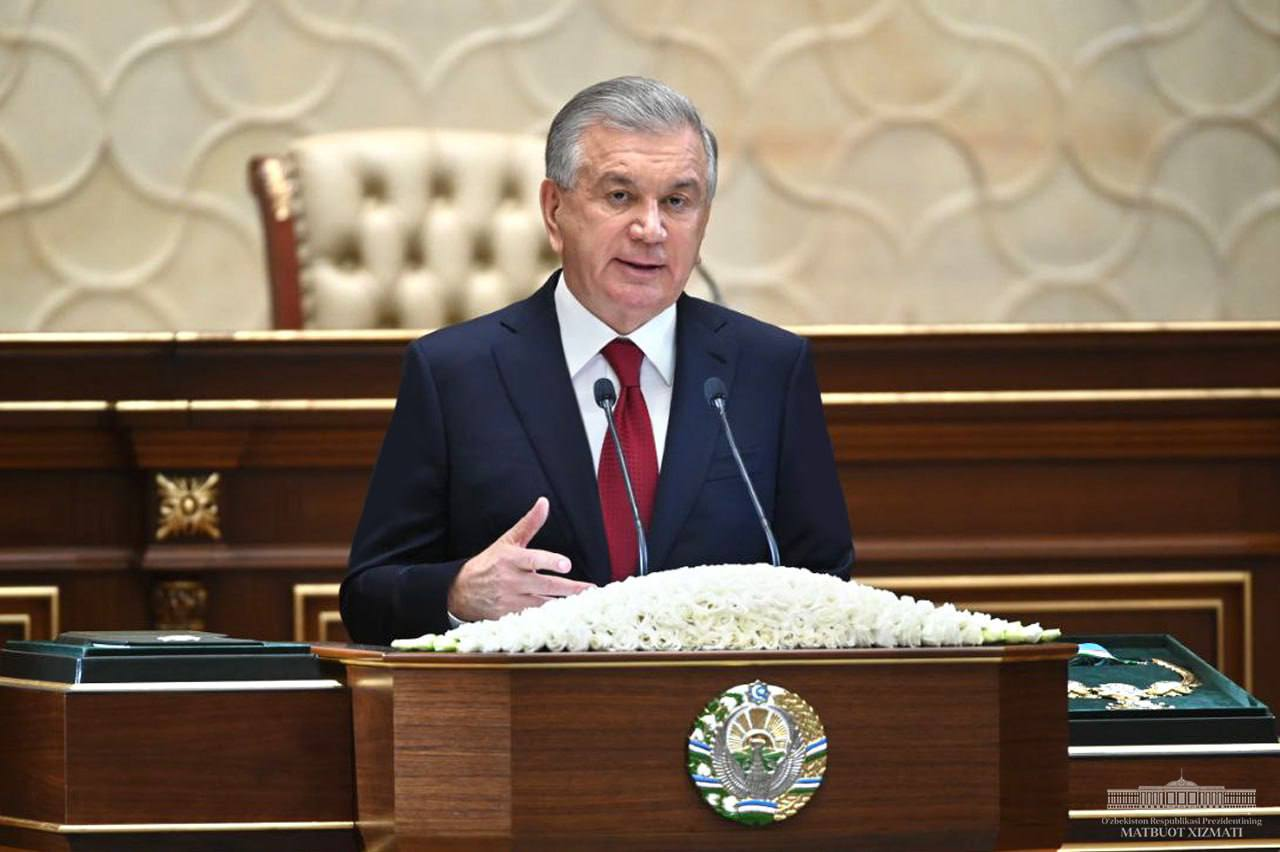 O'zbekiston Respublikasi Prezidentining
MATBUOT XIZMATI